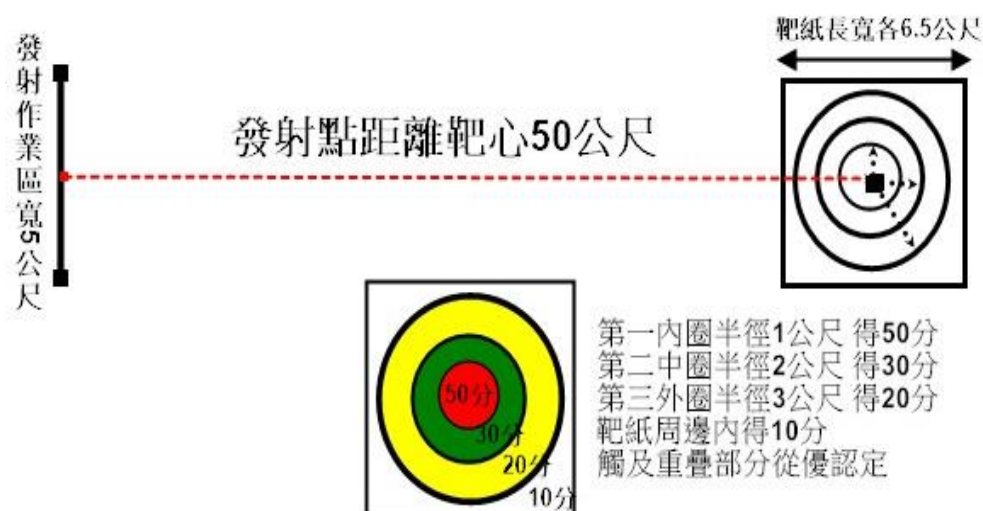 發射作業區寬5公尺
靶紙長寬各6.5公尺
發射點距離靶心50公尺
第一內圈半徑1公尺 得50分
第二中圈半徑2公尺 得30分
第三外圈半徑3公尺 得20分
靶紙周邊內得10分
觸及重疊部分從優認定
50分
30分
20分
10分